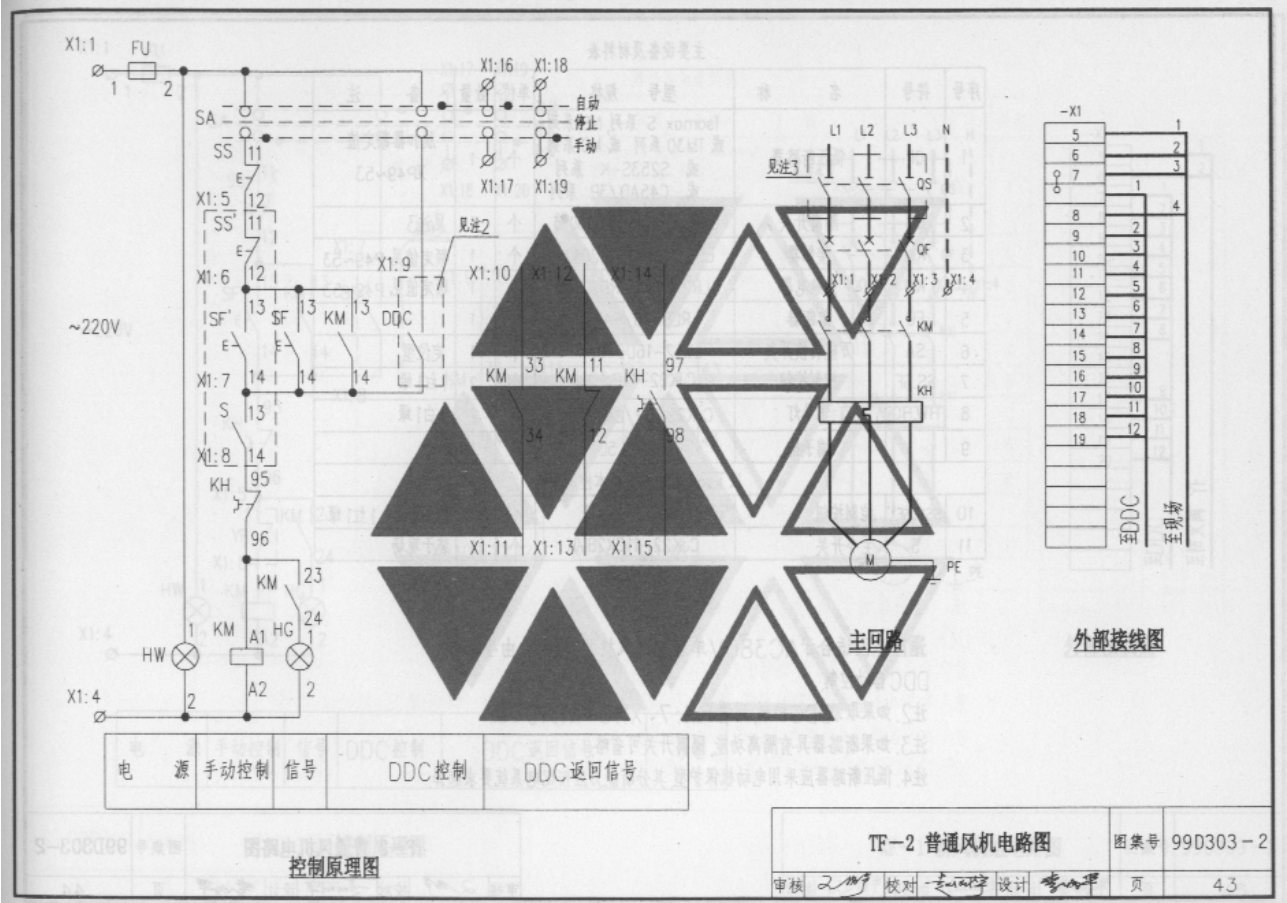 X1:1
FU
1
2
SA
X1:16
X1:18
自动
停止
手动
X1:17
X1:19
SS
11
E
X1:5
12
SS'
11
E
X1:6
12
X1:9
见注2
~220V
13
SF'
E
14
13
SF
E
14
13
KM
14
DDC
X1:7
S
13
14
X1:8
KH
95
96
KM
23
24
HW
1
2
KM
A1
A2
HG
1
2
X1:4
X1:10
X1:12
X1:14
KM
33
34
KM
11
12
KH
97
98
X1:11
X1:13
X1:15
电 源
手动控制
信号
DDC控制
DDC返回信号
控制原理图
L1
L2
L3
N
见注3
QS
QF
X1:1
X1:2
X1:3
X1:4
KM
KH
M
PE
主回路
-X1
5
6
7
8
9
10
11
12
13
14
15
16
17
18
19
1
2
3
1
4
2
3
4
5
6
7
8
9
10
11
12
至DDC
至现场
外部接线图
TF-2 普通风机电路图
图集号
99D303-2
审核
校对
设计
页
43